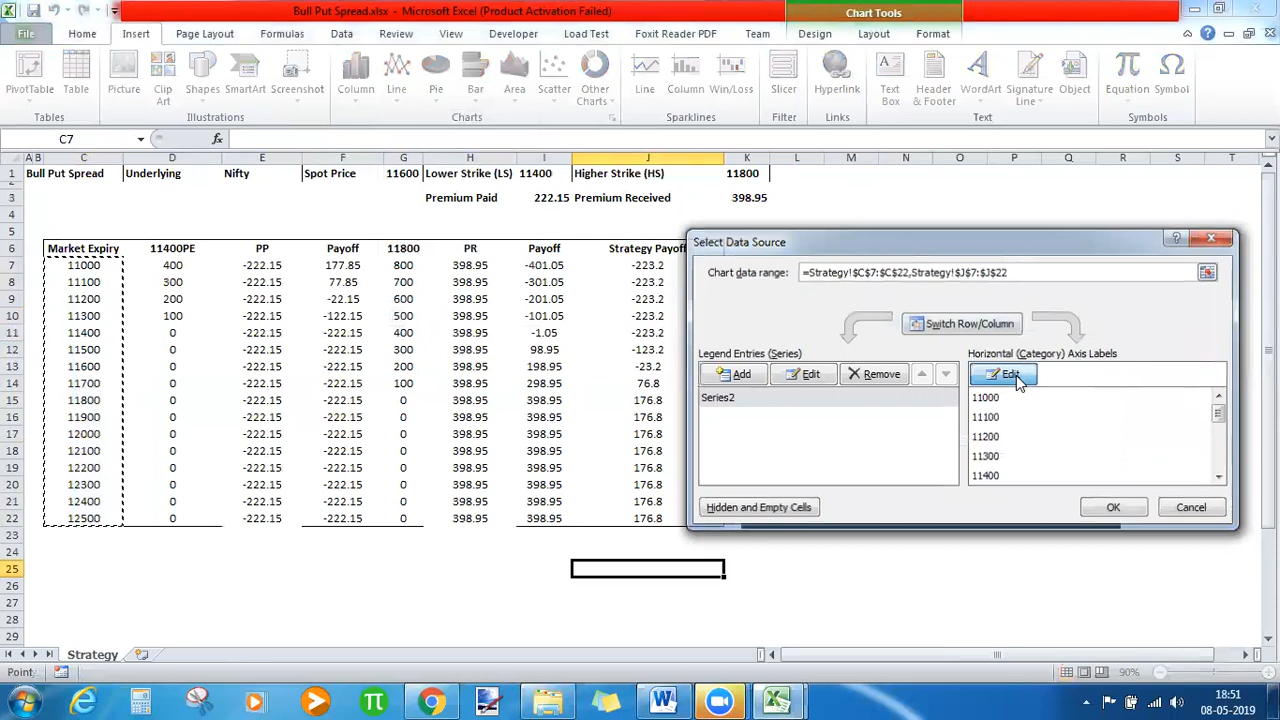 Bull Put Spread.xlsx - Microsoft Excel (Product Activation Failed)
Chart Tools
File Home Insert Page Layout Formulas Data Review View Developer Load Test Foxit Reader PDF Team Design Layout Format
PivotTable Table Picture Clip Art Shapes SmartArt Screenshot Column Line Pie Bar Area Scatter Other Charts Line Column Win/Loss Slicer Hyperlink Text Box Header & Footer WordArt Signature Line Object Equation Symbol
Tables Illustrations Charts Sparklines Filter Links Text Symbols
C7 fx
A B C D E F G H I J K L M N O P Q R S T
1 Bull Put Spread Underlying Nifty Spot Price 11600 Lower Strike (LS) 11400 Higher Strike (HS) 11800
2
3 Premium Paid 222.15 Premium Received 398.95
4
5
6 Market Expiry 11400PE PP Payoff 11800 PR Payoff Strategy Payoff
7 11000 400 -222.15 177.85 800 398.95 -401.05 -223.2
8 11100 300 -222.15 77.85 700 398.95 -301.05 -223.2
9 11200 200 -222.15 -22.15 600 398.95 -201.05 -223.2
10 11300 100 -222.15 -122.15 500 398.95 -101.05 -223.2
11 11400 0 -222.15 -222.15 400 398.95 -1.05 -223.2
12 11500 0 -222.15 -222.15 300 398.95 98.95 -123.2
13 11600 0 -222.15 -222.15 200 398.95 198.95 -23.2
14 11700 0 -222.15 -222.15 100 398.95 298.95 76.8
15 11800 0 -222.15 -222.15 0 398.95 398.95 176.8
16 11900 0 -222.15 -222.15 0 398.95 398.95 176.8
17 12000 0 -222.15 -222.15 0 398.95 398.95 176.8
18 12100 0 -222.15 -222.15 0 398.95 398.95 176.8
19 12200 0 -222.15 -222.15 0 398.95 398.95 176.8
20 12300 0 -222.15 -222.15 0 398.95 398.95 176.8
21 12400 0 -222.15 -222.15 0 398.95 398.95 176.8
22 12500 0 -222.15 -222.15 0 398.95 398.95 176.8
23
24
25
26
27
28
29
Select Data Source
Chart data range: =Strategy!$C$7:$C$22,Strategy!$J$7:$J$22
Switch Row/Column
Legend Entries (Series) Horizontal (Category) Axis Labels
Add Edit Remove Edit
Series2
11000
11100
11200
11300
11400
Hidden and Empty Cells OK Cancel
Strategy
Point 90%
18:51
08-05-2019